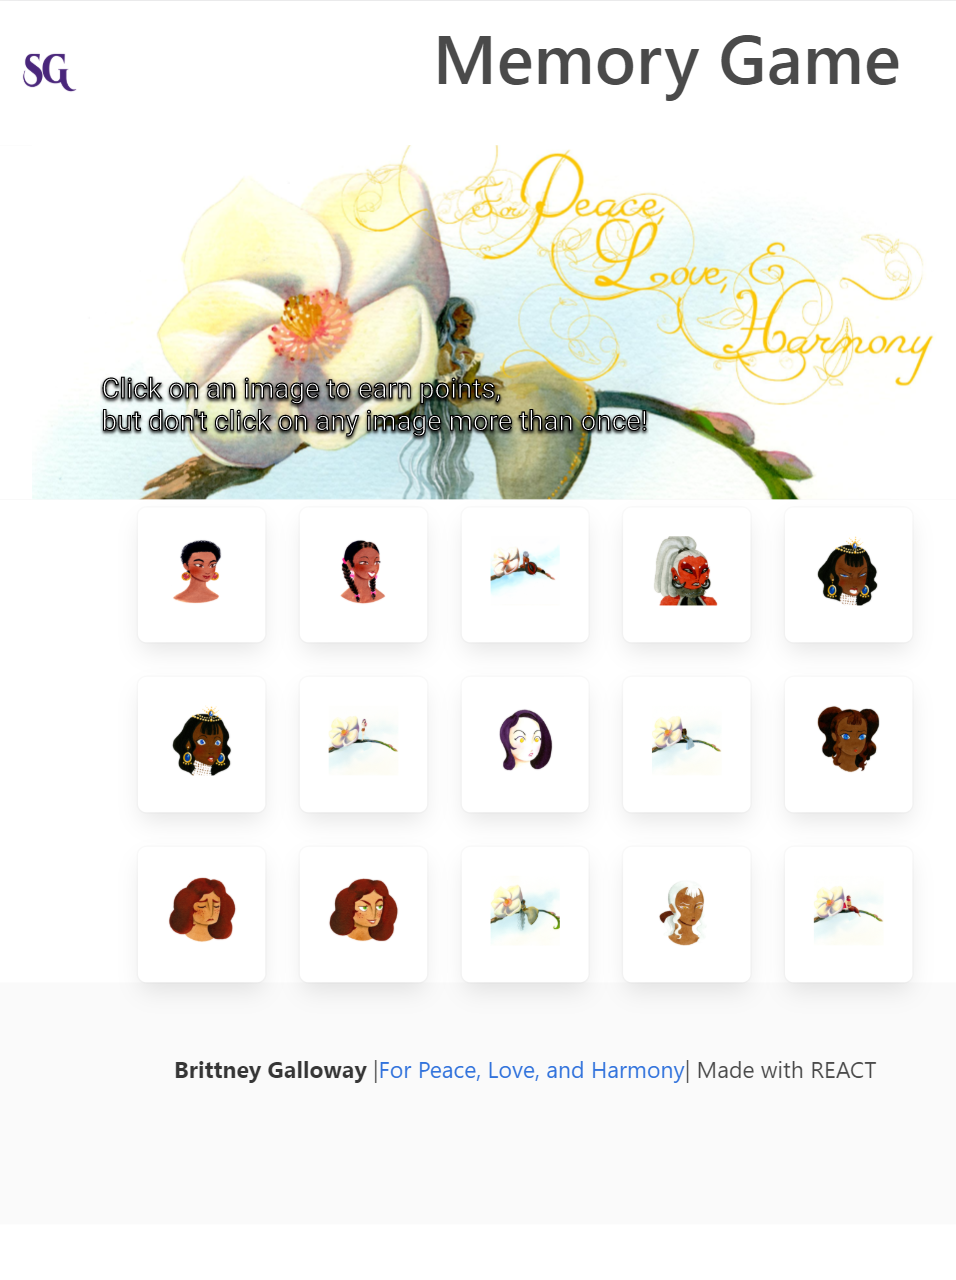 SG
Memory Game
For Peace,
Love, &
Harmony
Click on an image to earn points,
but don't click on any image more than once!
Brittney Galloway |For Peace, Love, and Harmony| Made with REACT